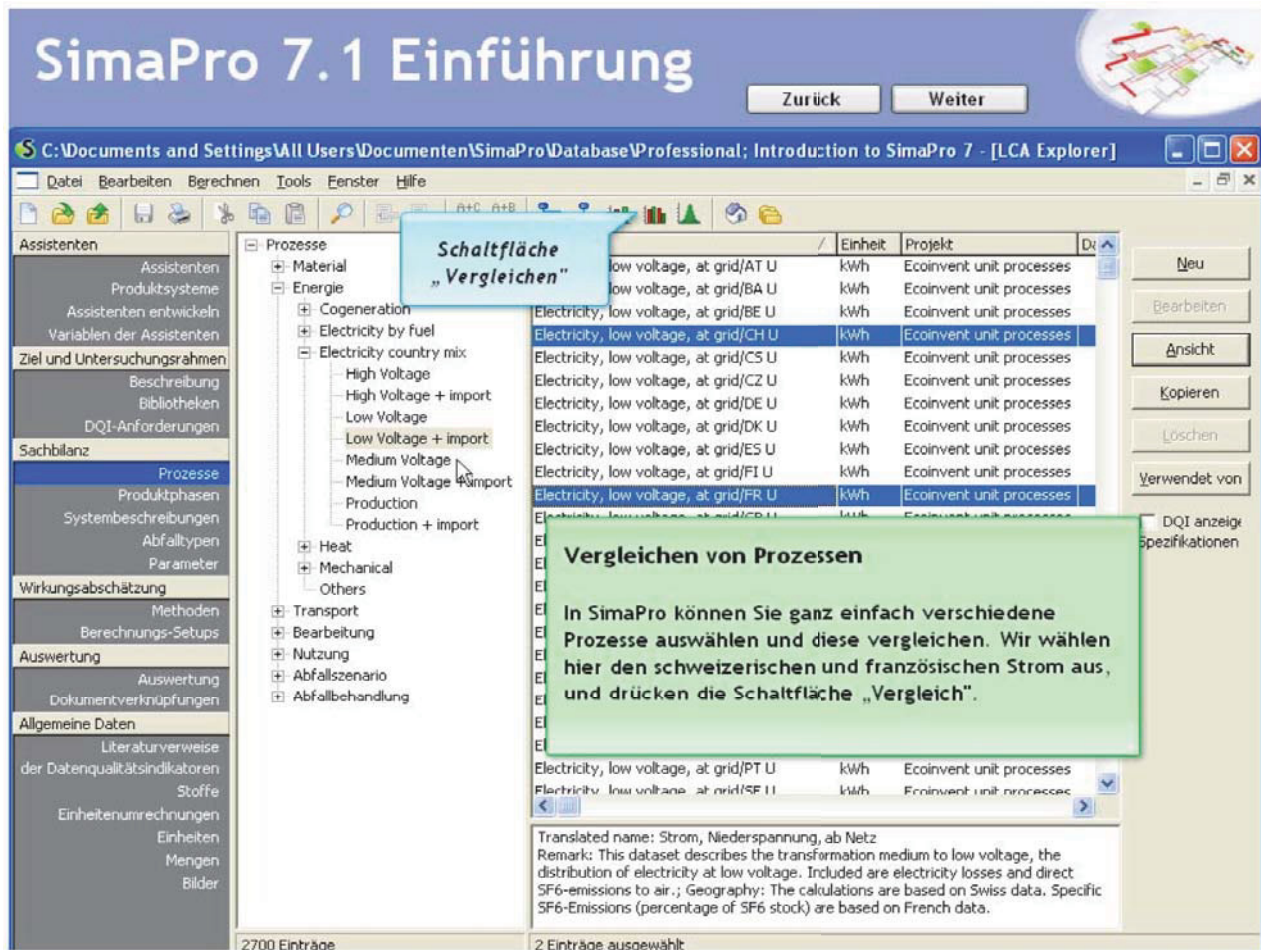 SimaPro 7.1 Einführung
Zurück
Weiter
C:\Documents and Settings\All Users\Documenten\SimaPro\Database\Professional; Introduction to SimaPro 7 - [LCA Explorer]
Datei Bearbeiten Berechnen Tools Fenster Hilfe
A+C A+B
Schaltfläche
„Vergleichen"
Assistenten
Assistenten
Produktsysteme
Assistenten entwickeln
Variablen der Assistenten
Ziel und Untersuchungsrahmen
Beschreibung
Bibliotheken
DQI-Anforderungen
Sachbilanz
Prozesse
Produktphasen
Systembeschreibungen
Abfalltypen
Parameter
Wirkungsabschätzung
Methoden
Berechnungs-Setups
Auswertung
Auswertung
Dokumentverknüpfungen
Allgemeine Daten
Literaturverweise
der Datenqualitätsindikatoren
Stoffe
Einheitenumrechnungen
Einheiten
Mengen
Bilder
Prozesse
Material
Energie
Cogeneration
Electricity by fuel
Electricity country mix
High Voltage
High Voltage + import
Low Voltage
Low Voltage + import
Medium Voltage
Medium Voltage + import
Production
Production + import
Heat
Mechanical
Others
Transport
Bearbeitung
Nutzung
Abfallszenario
Abfallbehandlung
/ Einheit Projekt
low voltage, at grid/AT U kWh Ecoinvent unit processes
low voltage, at grid/BA U kWh Ecoinvent unit processes
Electricity, low voltage, at grid/BE U kWh Ecoinvent unit processes
Electricity, low voltage, at grid/CH U kWh Ecoinvent unit processes
Electricity, low voltage, at grid/CS U kWh Ecoinvent unit processes
Electricity, low voltage, at grid/CZ U kWh Ecoinvent unit processes
Electricity, low voltage, at grid/DE U kWh Ecoinvent unit processes
Electricity, low voltage, at grid/DK U kWh Ecoinvent unit processes
Electricity, low voltage, at grid/ES U kWh Ecoinvent unit processes
Electricity, low voltage, at grid/FI U kWh Ecoinvent unit processes
Electricity, low voltage, at grid/FR U kWh Ecoinvent unit processes
Vergleichen von Prozessen
In SimaPro können Sie ganz einfach verschiedene
Prozesse auswählen und diese vergleichen. Wir wählen
hier den schweizerischen und französischen Strom aus,
und drücken die Schaltfläche „Vergleich".
Electricity, low voltage, at grid/PT U kWh Ecoinvent unit processes
Electricity, low voltage, at grid/SE U kWh Ecoinvent unit processes
Translated name: Strom, Niederspannung, ab Netz
Remark: This dataset describes the transformation medium to low voltage, the
distribution of electricity at low voltage. Included are electricity losses and direct
SF6-emissions to air.; Geography: The calculations are based on Swiss data. Specific
SF6-Emissions (percentage of SF6 stock) are based on French data.
Neu
Bearbeiten
Ansicht
Kopieren
Löschen
Verwendet von
DQI anzeige
Spezifikationen
2700 Einträge
2 Einträge ausgewählt